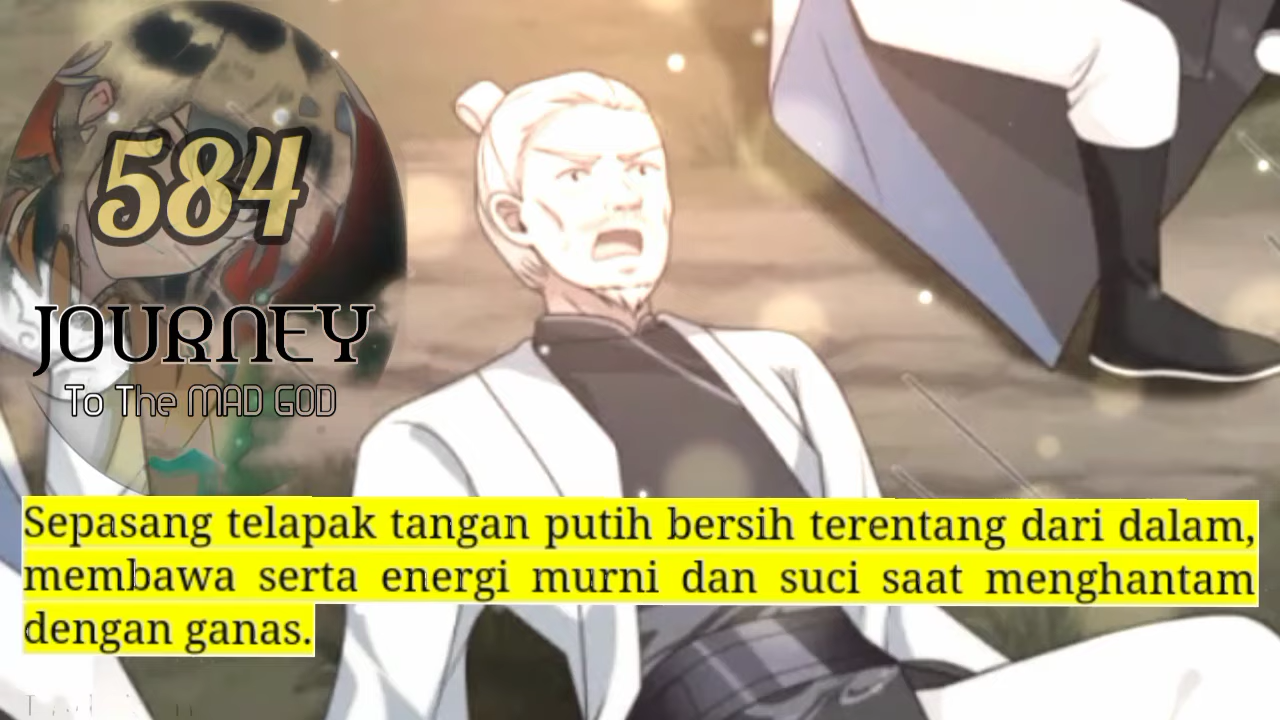 584
JOURNEY
To The MAD GOD
Sepasang telapak tangan putih bersih terentang dari dalam,
membawa serta energi murni dan suci saat menghantam
dengan ganas.